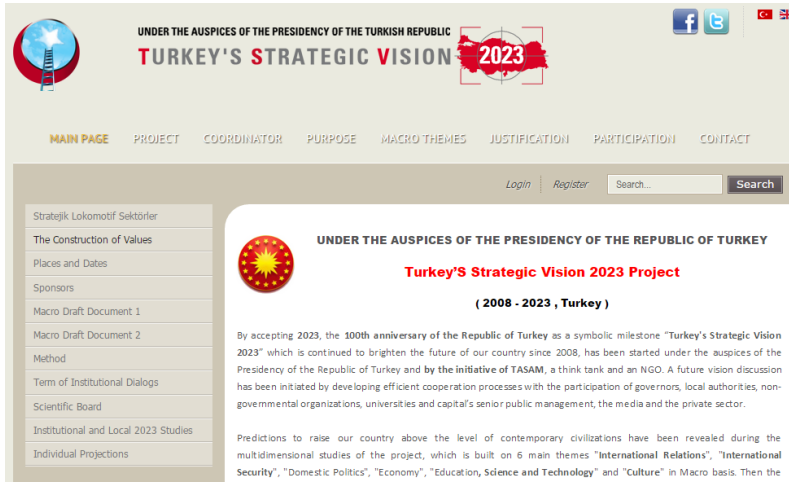 UNDER THE AUSPICES OF THE PRESIDENCY OF THE TURKISH REPUBLIC
TURKEY'S STRATEGIC VISION 2023
MAIN PAGE PROJECT COORDINATOR PURPOSE MACRO THEMES JUSTIFICATION PARTICIPATION CONTACT
Login Register Search... Search
Stratejik Lokomotif Sektörler
The Construction of Values
Places and Dates
Sponsors
Macro Draft Document 1
Macro Draft Document 2
Method
Term of Institutional Dialogs
Scientific Board
Institutional and Local 2023 Studies
Individual Projections
UNDER THE AUSPICES OF THE PRESIDENCY OF THE REPUBLIC OF TURKEY
Turkey'S Strategic Vision 2023 Project
( 2008 - 2023 , Turkey )
By accepting 2023, the 100th anniversary of the Republic of Turkey as a symbolic milestone “Turkey's Strategic Vision
2023” which is continued to brighten the future of our country since 2008, has been started under the auspices of the
Presidency of the Republic of Turkey and by the initiative of TASAM, a think tank and an NGO. A future vision discussion
has been initiated by developing efficient cooperation processes with the participation of governors, local authorities, non-
governmental organizations, universities and capital’s senior public management, the media and the private sector.
Predictions to raise our country above the level of contemporary civilizations have been revealed during the
multidimensional studies of the project, which is built on 6 main themes "International Relations", "International
Security", "Domestic Politics", "Economy", "Education, Science and Technology" and "Culture" in Macro basis. Then the